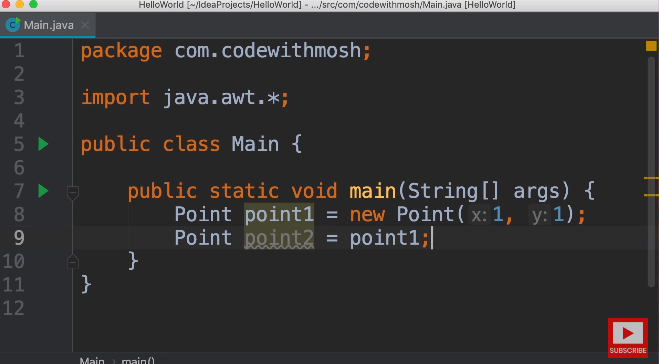 HelloWorld [~/IdeaProjects/HelloWorld] - .../src/com/codewithmosh/Main.java [HelloWorld]
Main.java
1 package com.codewithmosh;
2
3 import java.awt.*;
4
5 public class Main {
6
7 public static void main(String[] args) {
8 Point point1 = new Point( x: 1, y: 1);
9 Point point2 = point1;
10 }
11 }
12
SUBSCRIBE
Main main()